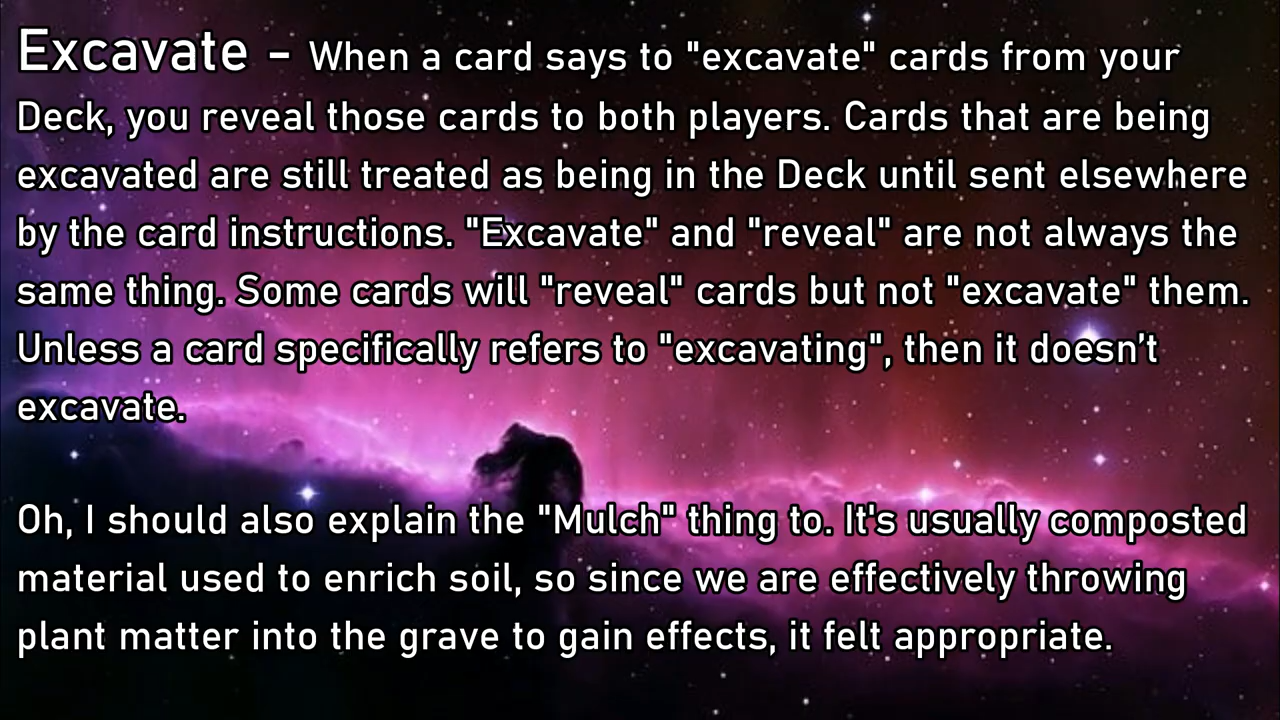 Excavate - When a card says to "excavate" cards from your
Deck, you reveal those cards to both players. Cards that are being
excavated are still treated as being in the Deck until sent elsewhere
by the card instructions. "Excavate" and "reveal" are not always the
same thing. Some cards will "reveal" cards but not "excavate" them.
Unless a card specifically refers to "excavating", then it doesn’t
excavate.
Oh, I should also explain the "Mulch" thing to. It's usually composted
material used to enrich soil, so since we are effectively throwing
plant matter into the grave to gain effects, it felt appropriate.